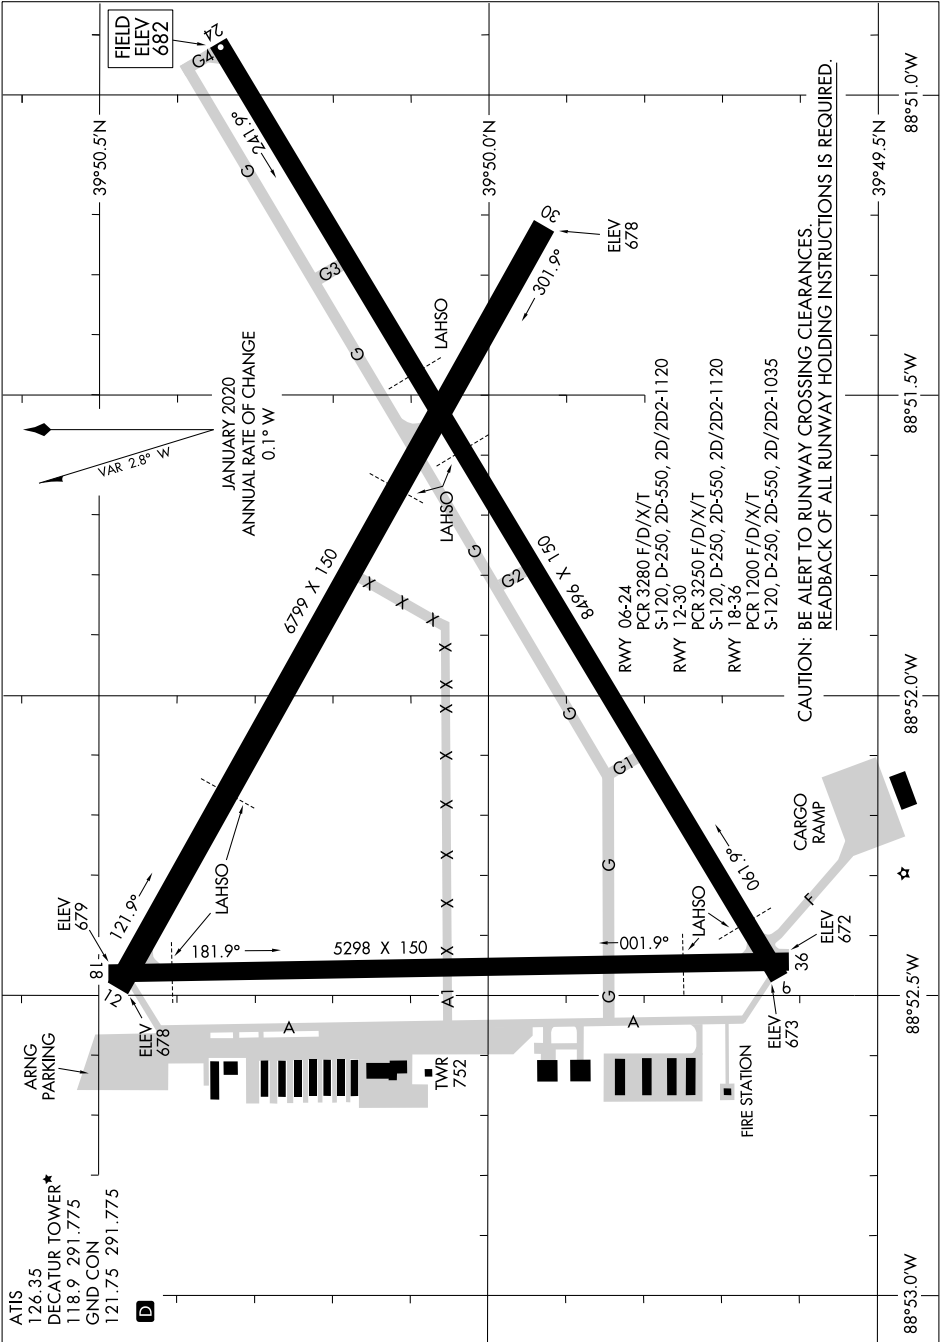 ATIS
126.35
DECATUR TOWER★
118.9 291.775
GND CON
121.75 291.775
D
ARNG
PARKING
ELEV
679
ELEV
678
12
18
121.9°
181.9°
LAHSO
A
A1
TWR
752
5298 X 150
X X X X X X X X X X
6799 X 150
JANUARY 2020
ANNUAL RATE OF CHANGE
0.1° W
VAR 2.8° W
FIELD
ELEV
682
24
G4
241.9°
G
G3
G
LAHSO
LAHSO
30
301.9°
ELEV
678
G
G2
8496 X 150
G
G1
G
G
A
FIRE STATION
001.9°
LAHSO
061.9°
6
36
ELEV
673
ELEV
672
F
CARGO
RAMP
RWY 06-24
PCR 3280 F/D/X/T
S-120, D-250, 2D-550, 2D/2D2-1120
RWY 12-30
PCR 3250 F/D/X/T
S-120, D-250, 2D-550, 2D/2D2-1120
RWY 18-36
PCR 1200 F/D/X/T
S-120, D-250, 2D-550, 2D/2D2-1035
CAUTION: BE ALERT TO RUNWAY CROSSING CLEARANCES.
READBACK OF ALL RUNWAY HOLDING INSTRUCTIONS IS REQUIRED.
39°50.5'N
39°50.0'N
39°49.5'N
88°53.0'W
88°52.5'W
88°52.0'W
88°51.5'W
88°51.0'W